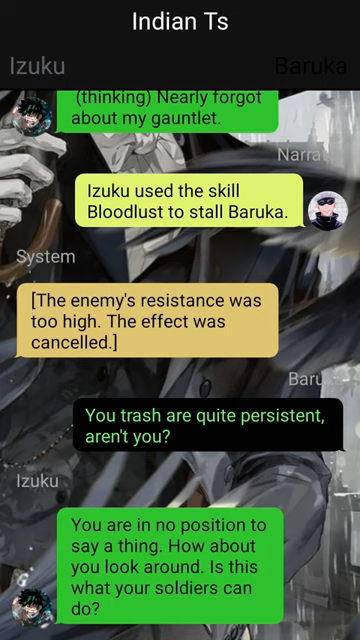 Indian Ts
Izuku
Baruka
(thinking) Nearly forgot
about my gauntlet.
Narrat
Izuku used the skill
Bloodlust to stall Baruka.
System
[The enemy's resistance was
too high. The effect was
cancelled.]
Baru
You trash are quite persistent,
aren't you?
Izuku
You are in no position to
say a thing. How about
you look around. Is this
what your soldiers can
do?